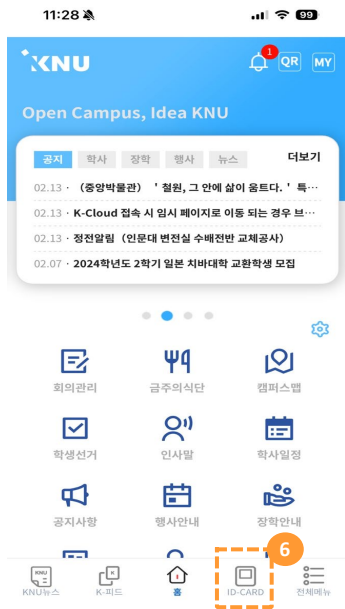 11:28
99
KNU
1
QR
MY
Open Campus, Idea KNU
공지 학사 장학 행사 뉴스 더보기
02.13 · (중앙박물관) '철원, 그 안에 삶이 움트다.' 특…
02.13 · K-Cloud 접속 시 임시 페이지로 이동 되는 경우 브…
02.13 · 정전알림 (인문대 변전실 수배전반 교체공사)
02.07 · 2024학년도 2학기 일본 치바대학 교환학생 모집
회의관리 금주의식단 캠퍼스맵
학생선거 인사말 학사일정
공지사항 행사안내 장학안내
6
KNU
K
KNU뉴스 K-피드 홈 ID-CARD 전체메뉴